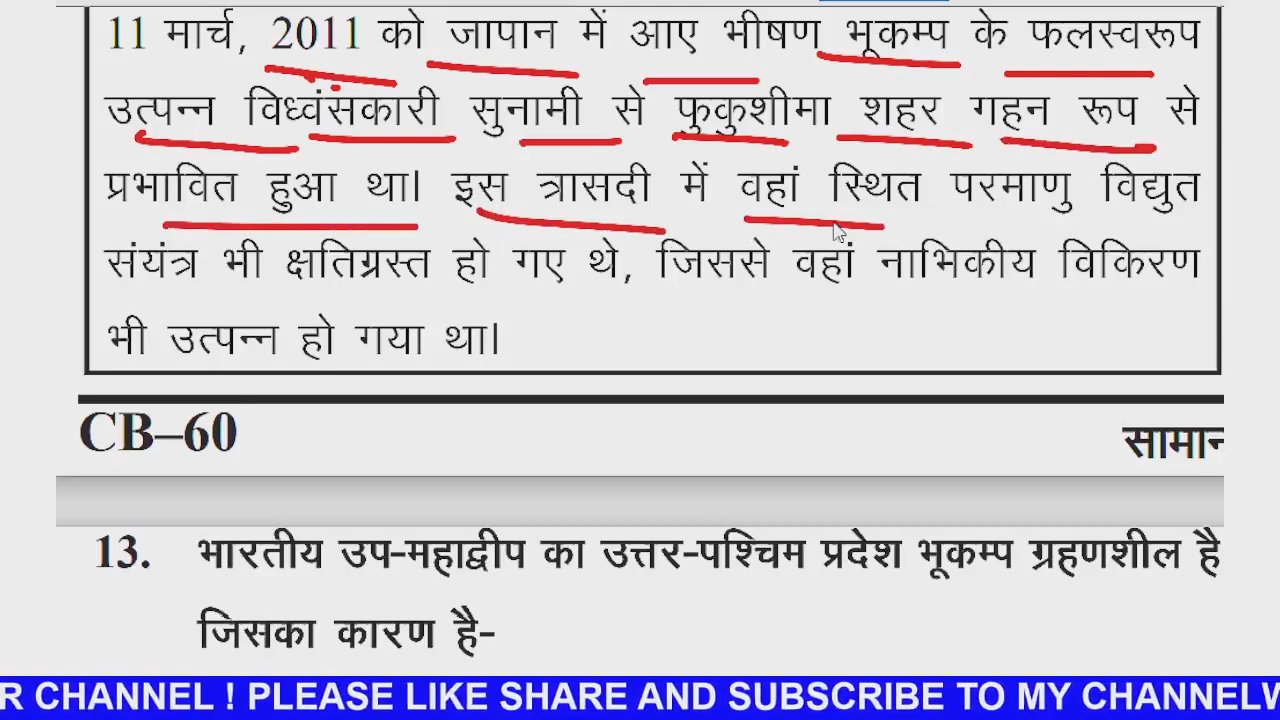 11 मार्च, 2011 को जापान में आए भीषण भूकम्प के फलस्वरूप
उत्पन्न विध्वंसकारी सुनामी से फुकुशीमा शहर गहन रूप से
प्रभावित हुआ था। इस त्रासदी में वहां स्थित परमाणु विद्युत
संयंत्र भी क्षतिग्रस्त हो गए थे, जिससे वहां नाभिकीय विकिरण
भी उत्पन्न हो गया था।
CB–60
सामान
13. भारतीय उप-महाद्वीप का उत्तर-पश्चिम प्रदेश भूकम्प ग्रहणशील है
जिसका कारण है-
R CHANNEL ! PLEASE LIKE SHARE AND SUBSCRIBE TO MY CHANNELW